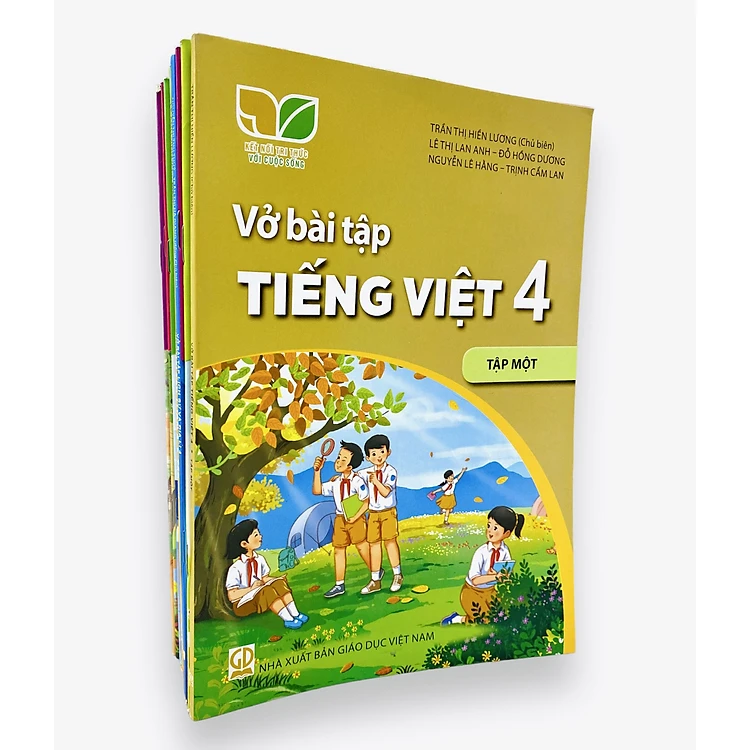 KẾT NỐI TRI THỨC
VỚI CUỘC SỐNG
TRẦN THỊ HIỀN LƯƠNG (Chủ biên)
LÊ THỊ LAN ANH – ĐỖ HỒNG DƯƠNG
NGUYỄN LÊ HẰNG – TRỊNH CẨM LAN
Vở bài tập
TIẾNG VIỆT 4
TẬP MỘT
GD
NHÀ XUẤT BẢN GIÁO DỤC VIỆT NAM